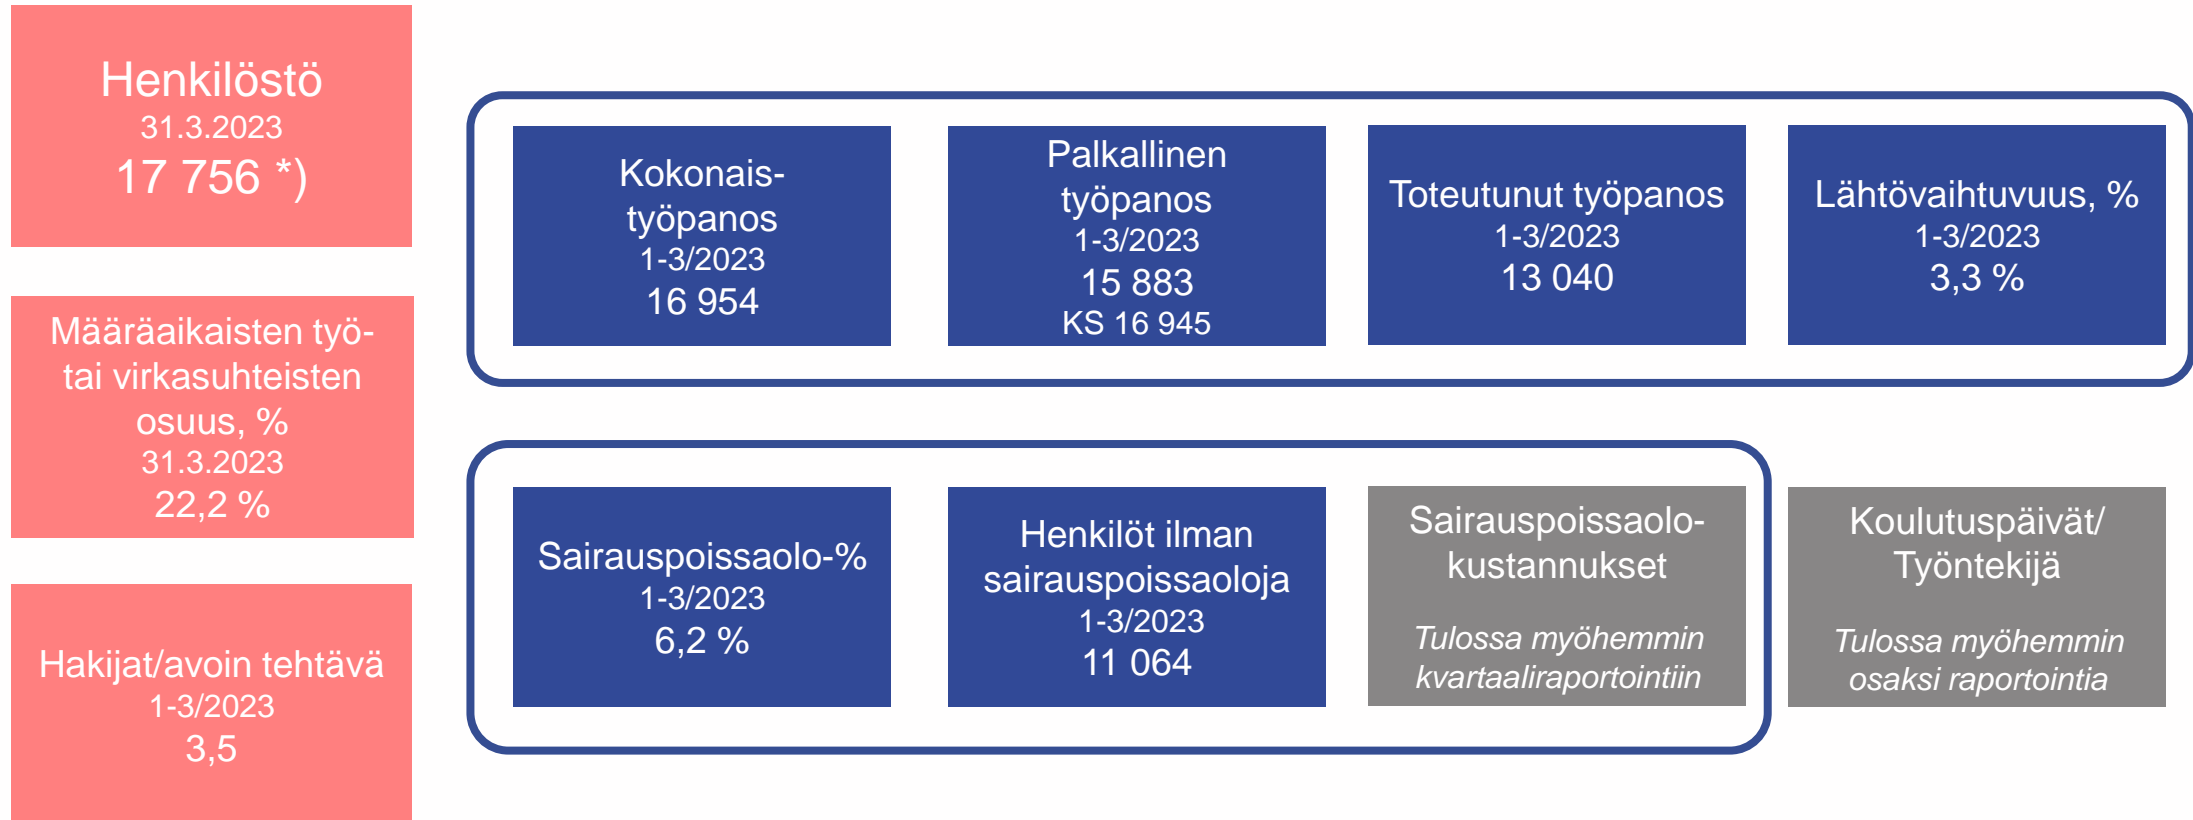 Henkilöstö
31.3.2023
17 756 *)
Määräaikaisten työ-
tai virkasuhteisten
osuus, %
31.3.2023
22,2 %
Hakijat/avoin tehtävä
1-3/2023
3,5
Kokonais-
työpanos
1-3/2023
16 954
Palkallinen
työpanos
1-3/2023
15 883
KS 16 945
Toteutunut työpanos
1-3/2023
13 040
Lähtövaihtuvuus, %
1-3/2023
3,3 %
Sairauspoissaolo-%
1-3/2023
6,2 %
Henkilöt ilman
sairauspoissaoloja
1-3/2023
11 064
Sairauspoissaolo-
kustannukset
Tulossa myöhemmin
kvartaaliraportointiin
Koulutuspäivät/
Työntekijä
Tulossa myöhemmin
osaksi raportointia